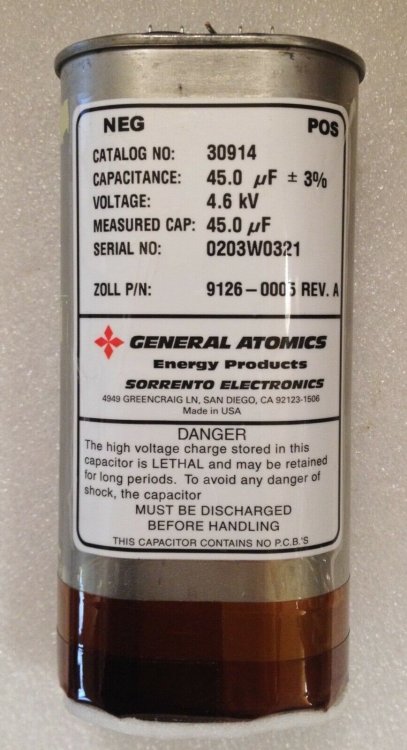 NEG POS
CATALOG NO: 30914
CAPACITANCE: 45.0 µF ± 3%
VOLTAGE: 4.6 kV
MEASURED CAP: 45.0 µF
SERIAL NO: 0203W0321
ZOLL P/N: 9126-0005 REV. A
GENERAL ATOMICS
Energy Products
SORRENTO ELECTRONICS
4949 GREENCRAIG LN, SAN DIEGO, CA 92123-1506
Made in USA
DANGER
The high voltage charge stored in this
capacitor is LETHAL and may be retained
for long periods. To avoid any danger of
shock, the capacitor
MUST BE DISCHARGED
BEFORE HANDLING
THIS CAPACITOR CONTAINS NO P.C.B.'S